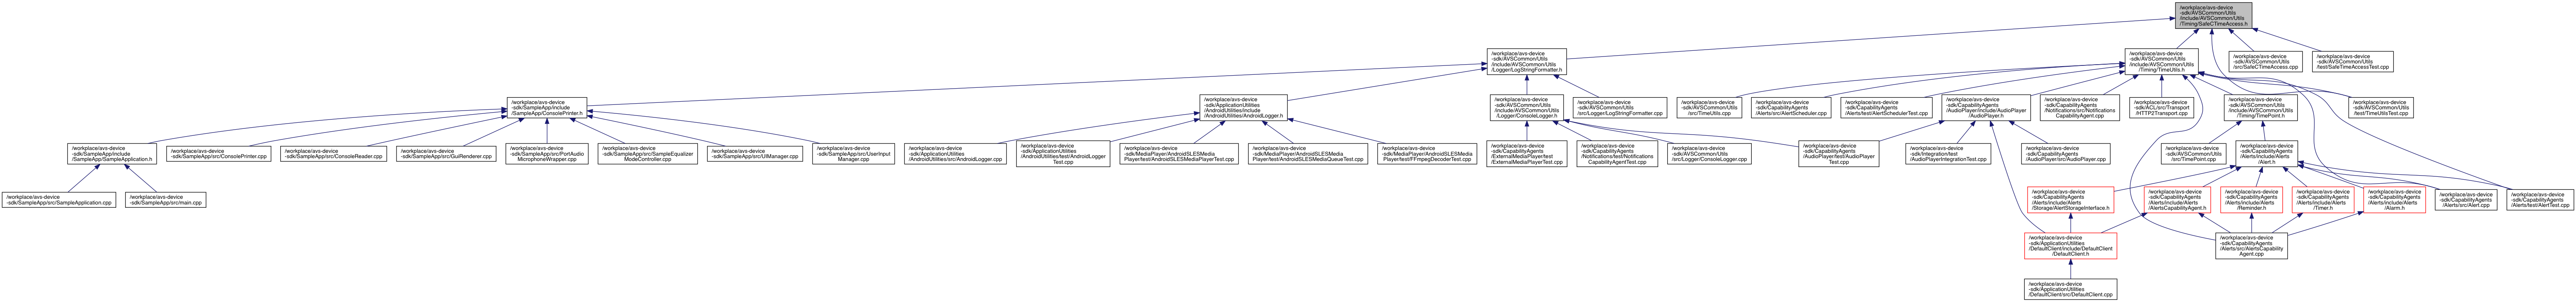 /workplace/avs-device
-sdk/AVSCommon/Utils
/include/AVSCommon/Utils
/Timing/SafeCTimeAccess.h
/workplace/avs-device
-sdk/AVSCommon/Utils
/include/AVSCommon/Utils
/Logger/LogStringFormatter.h
/workplace/avs-device
-sdk/AVSCommon/Utils
/include/AVSCommon/Utils
/Timing/TimeUtils.h
/workplace/avs-device
-sdk/AVSCommon/Utils
/src/SafeCTimeAccess.cpp
/workplace/avs-device
-sdk/AVSCommon/Utils
/test/SafeTimeAccessTest.cpp
/workplace/avs-device
-sdk/SampleApp/include
/SampleApp/ConsolePrinter.h
/workplace/avs-device
-sdk/ApplicationUtilities
/AndroidUtilities/include
/AndroidUtilities/AndroidLogger.h
/workplace/avs-device
-sdk/AVSCommon/Utils
/include/AVSCommon/Utils
/Logger/ConsoleLogger.h
/workplace/avs-device
-sdk/AVSCommon/Utils
/src/Logger/LogStringFormatter.cpp
/workplace/avs-device
-sdk/AVSCommon/Utils
/src/TimeUtils.cpp
/workplace/avs-device
-sdk/CapabilityAgents
/Alerts/src/AlertScheduler.cpp
/workplace/avs-device
-sdk/CapabilityAgents
/Alerts/test/AlertSchedulerTest.cpp
/workplace/avs-device
-sdk/CapabilityAgents
/AudioPlayer/include/AudioPlayer
/AudioPlayer.h
/workplace/avs-device
-sdk/CapabilityAgents
/Notifications/src/Notifications
CapabilityAgent.cpp
/workplace/avs-device
-sdk/ACL/src/Transport
/HTTP2Transport.cpp
/workplace/avs-device
-sdk/AVSCommon/Utils
/include/AVSCommon/Utils
/Timing/TimePoint.h
/workplace/avs-device
-sdk/AVSCommon/Utils
/test/TimeUtilsTest.cpp
/workplace/avs-device
-sdk/SampleApp/include
/SampleApp/SampleApplication.h
/workplace/avs-device
-sdk/SampleApp/src/ConsolePrinter.cpp
/workplace/avs-device
-sdk/SampleApp/src/ConsoleReader.cpp
/workplace/avs-device
-sdk/SampleApp/src/GuiRenderer.cpp
/workplace/avs-device
-sdk/SampleApp/src/PortAudio
MicrophoneWrapper.cpp
/workplace/avs-device
-sdk/SampleApp/src/SampleEqualizer
ModeController.cpp
/workplace/avs-device
-sdk/SampleApp/src/UIManager.cpp
/workplace/avs-device
-sdk/SampleApp/src/UserInput
Manager.cpp
/workplace/avs-device
-sdk/ApplicationUtilities
/AndroidUtilities/src/AndroidLogger.cpp
/workplace/avs-device
-sdk/ApplicationUtilities
/AndroidUtilities/test/AndroidLogger
Test.cpp
/workplace/avs-device
-sdk/MediaPlayer/AndroidSLESMedia
Player/test/AndroidSLESMediaPlayerTest.cpp
/workplace/avs-device
-sdk/MediaPlayer/AndroidSLESMedia
Player/test/AndroidSLESMediaQueueTest.cpp
/workplace/avs-device
-sdk/MediaPlayer/AndroidSLESMedia
Player/test/FFmpegDecoderTest.cpp
/workplace/avs-device
-sdk/CapabilityAgents
/ExternalMediaPlayer/test
/ExternalMediaPlayerTest.cpp
/workplace/avs-device
-sdk/CapabilityAgents
/Notifications/test/Notifications
CapabilityAgentTest.cpp
/workplace/avs-device
-sdk/AVSCommon/Utils
/src/Logger/ConsoleLogger.cpp
/workplace/avs-device
-sdk/CapabilityAgents
/AudioPlayer/test/AudioPlayer
Test.cpp
/workplace/avs-device
-sdk/Integration/test
/AudioPlayerIntegrationTest.cpp
/workplace/avs-device
-sdk/CapabilityAgents
/AudioPlayer/src/AudioPlayer.cpp
/workplace/avs-device
-sdk/AVSCommon/Utils
/src/TimePoint.cpp
/workplace/avs-device
-sdk/CapabilityAgents
/Alerts/include/Alerts
/Alert.h
/workplace/avs-device
-sdk/SampleApp/src/SampleApplication.cpp
/workplace/avs-device
-sdk/SampleApp/src/main.cpp
/workplace/avs-device
-sdk/CapabilityAgents
/Alerts/include/Alerts
/Storage/AlertStorageInterface.h
/workplace/avs-device
-sdk/CapabilityAgents
/Alerts/include/Alerts
/AlertsCapabilityAgent.h
/workplace/avs-device
-sdk/CapabilityAgents
/Alerts/include/Alerts
/Reminder.h
/workplace/avs-device
-sdk/CapabilityAgents
/Alerts/include/Alerts
/Timer.h
/workplace/avs-device
-sdk/CapabilityAgents
/Alerts/include/Alerts
/Alarm.h
/workplace/avs-device
-sdk/CapabilityAgents
/Alerts/src/Alert.cpp
/workplace/avs-device
-sdk/CapabilityAgents
/Alerts/test/AlertTest.cpp
/workplace/avs-device
-sdk/ApplicationUtilities
/DefaultClient/include/DefaultClient
/DefaultClient.h
/workplace/avs-device
-sdk/CapabilityAgents
/Alerts/src/AlertsCapability
Agent.cpp
/workplace/avs-device
-sdk/ApplicationUtilities
/DefaultClient/src/DefaultClient.cpp